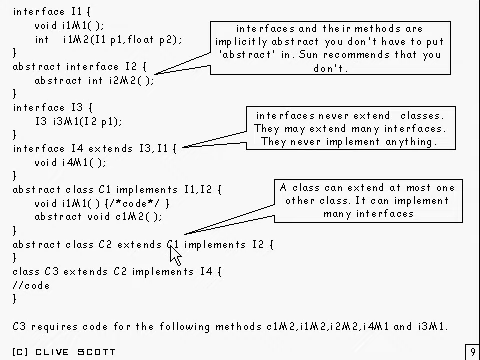 interface I1 {
void i1M1( );
int i1M2(I1 p1,float p2);
}
abstract interface I2 {
abstract int i2M2( );
}
interface I3 {
I3 i3M1(I2 p1);
}
interface I4 extends I3,I1 {
void i4M1( );
}
abstract class C1 implements I1,I2 {
void i1M1( ) {/*code*/ }
abstract void c1M2( );
}
abstract class C2 extends C1 implements I2 {
}
class C3 extends C2 implements I4 {
//code
}
interfaces and their methods are
implicitly abstract you don't have to put
'abstract' in. Sun recommends that you
don't.
interfaces never extend classes.
They may extend many interfaces.
They never implement anything.
A class can extend at most one
other class. It can implement
many interfaces
C3 requires code for the following methods c1M2,i1M2,i2M2,i4M1 and i3M1.
[C] CLIVE SCOTT
9